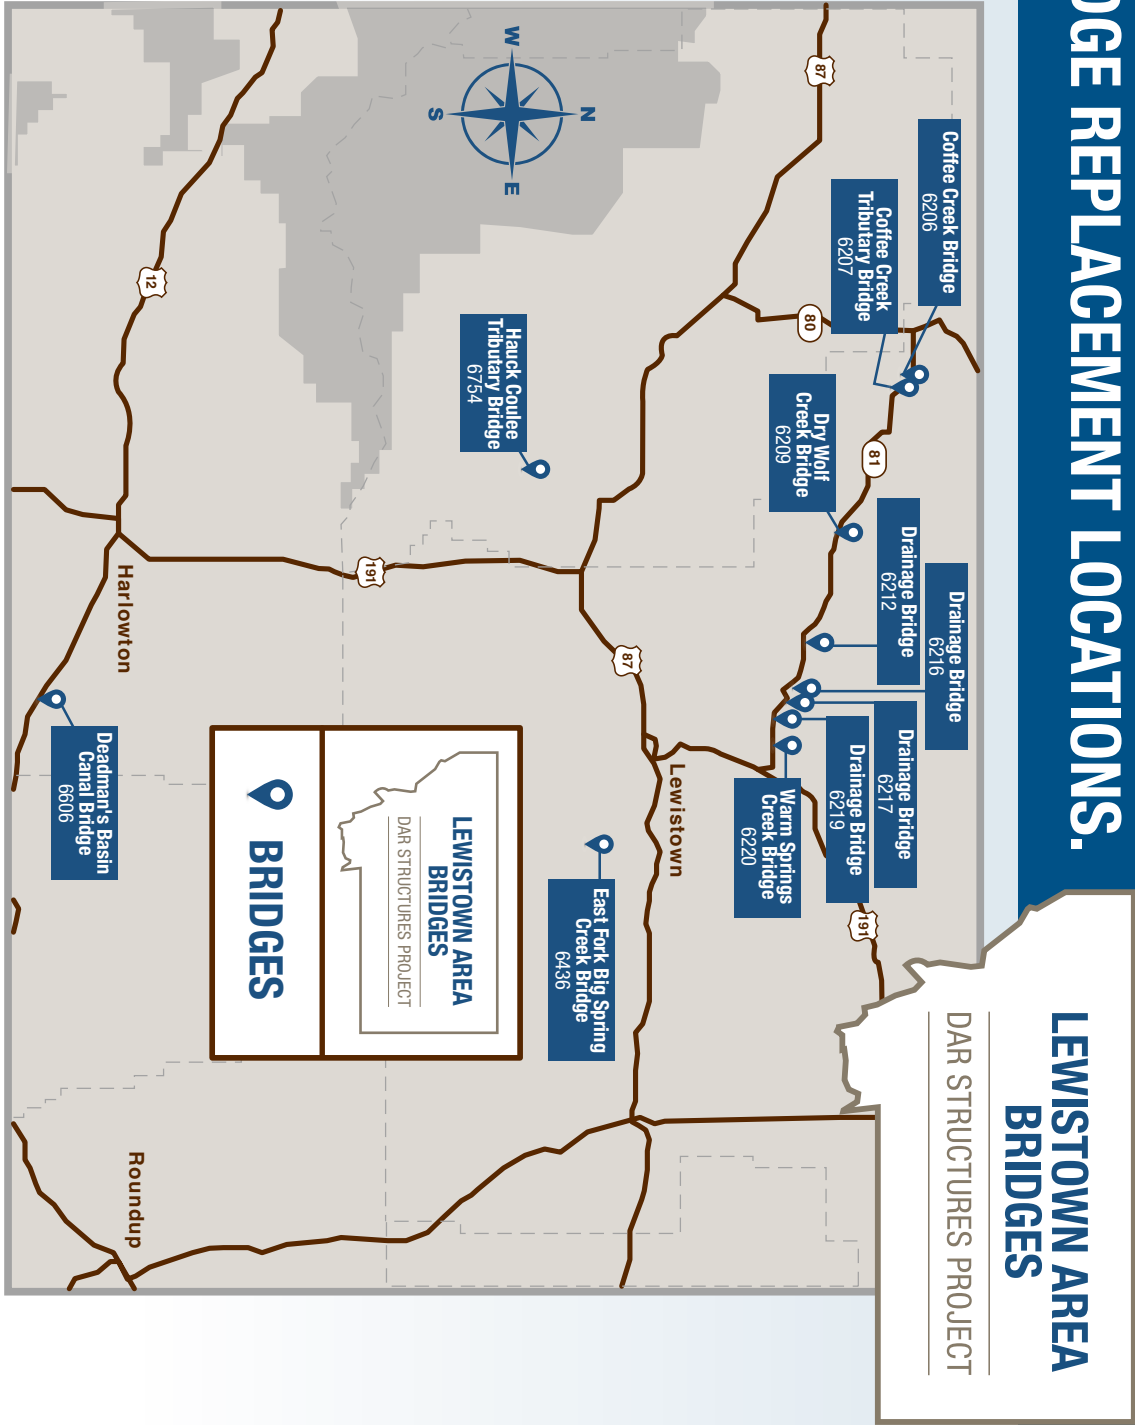 DGE REPLACEMENT LOCATIONS.
LEWISTOWN AREA
BRIDGES
DAR STRUCTURES PROJECT
Coffee Creek Bridge
6206
Coffee Creek
Tributary Bridge
6207
Dry Wolf
Creek Bridge
6209
Drainage Bridge
6212
Drainage Bridge
6216
Drainage Bridge
6217
Drainage Bridge
6219
Warm Springs
Creek Bridge
6220
Hauck Coulee
Tributary Bridge
6754
East Fork Big Spring
Creek Bridge
6436
Deadman's Basin
Canal Bridge
6606
87
80
81
191
87
191
12
N
W
E
S
Lewistown
Harlowton
Roundup
LEWISTOWN AREA
BRIDGES
DAR STRUCTURES PROJECT
BRIDGES